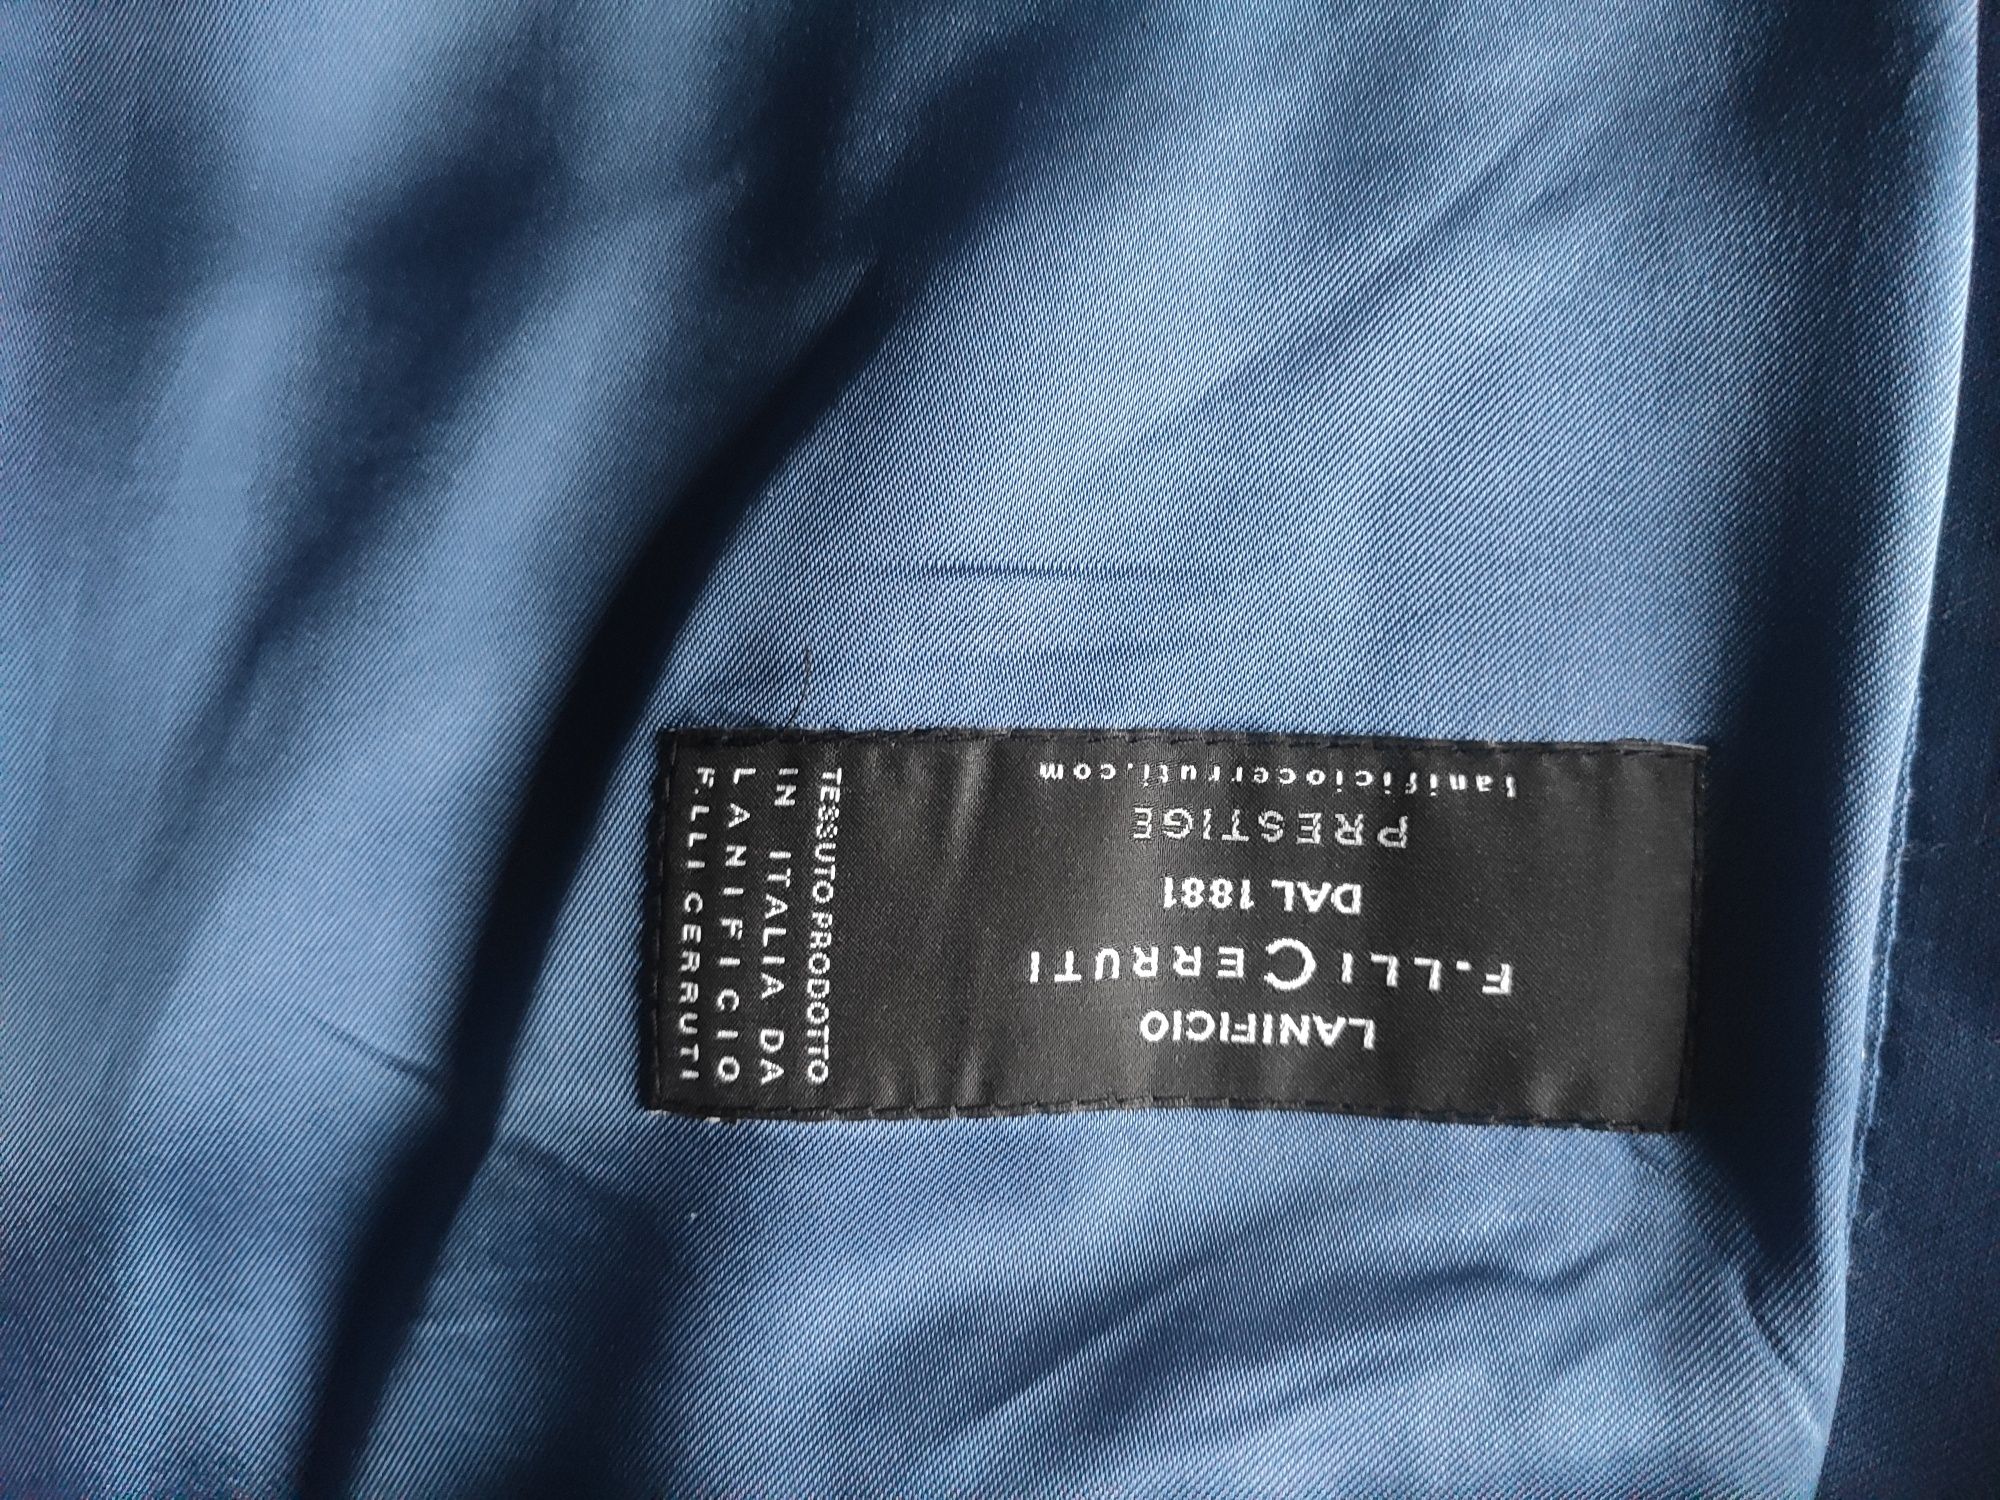 LANIFICIO
F.LLI CERRUTI
DAL 1881
PRESTIGE
lanificiocerruti.com
TESSUTO PRODOTTO
IN ITALIA DA
LANIFICIO
F.LLI CERRUTI